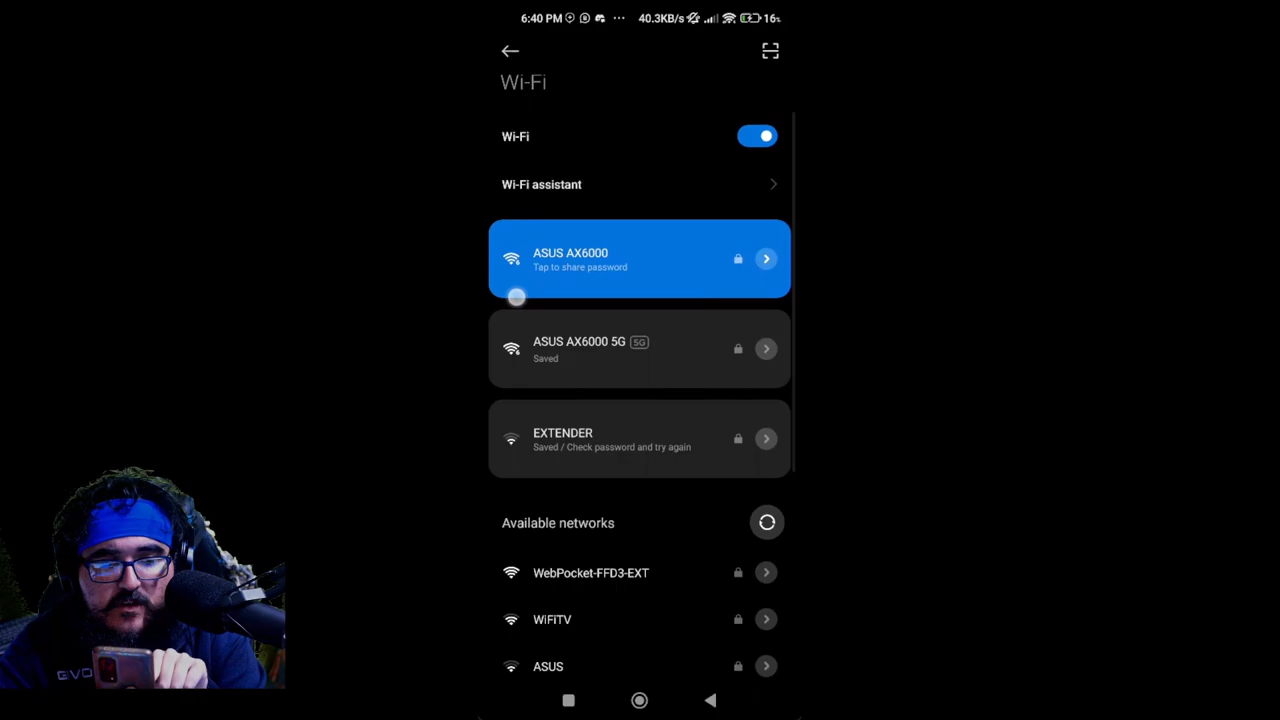 6:40 PM ... 40.3KB/s 16%
Wi-Fi
Wi-Fi
Wi-Fi assistant
ASUS AX6000
Tap to share password
ASUS AX6000 5G 5G
Saved
EXTENDER
Saved / Check password and try again
Available networks
WebPocket-FFD3-EXT
WiFiTV
ASUS